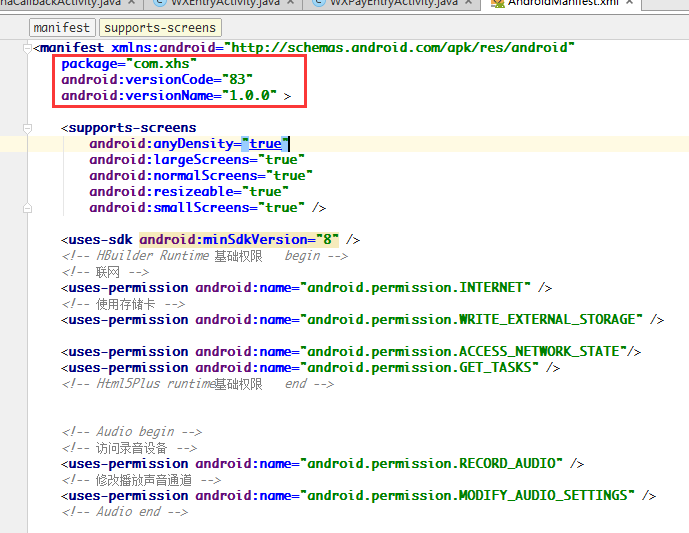 naCallbackActivity.java × WXEntryActivity.java × WXPayEntryActivity.java × AndroidManifest.xml ×
manifest supports-screens
<manifest xmlns:android="http://schemas.android.com/apk/res/android"
package="com.xhs"
android:versionCode="83"
android:versionName="1.0.0" >
<supports-screens
android:anyDensity="true"
android:largeScreens="true"
android:normalScreens="true"
android:resizeable="true"
android:smallScreens="true" />
<uses-sdk android:minSdkVersion="8" />
<!-- HBuilder Runtime 基础权限   begin -->
<!-- 联网 -->
<uses-permission android:name="android.permission.INTERNET" />
<!-- 使用存储卡 -->
<uses-permission android:name="android.permission.WRITE_EXTERNAL_STORAGE" />
<uses-permission android:name="android.permission.ACCESS_NETWORK_STATE"/>
<uses-permission android:name="android.permission.GET_TASKS" />
<!-- Html5Plus runtime基础权限   end -->
<!-- Audio begin -->
<!-- 访问录音设备 -->
<uses-permission android:name="android.permission.RECORD_AUDIO" />
<!-- 修改播放声音通道 -->
<uses-permission android:name="android.permission.MODIFY_AUDIO_SETTINGS" />
<!-- Audio end -->